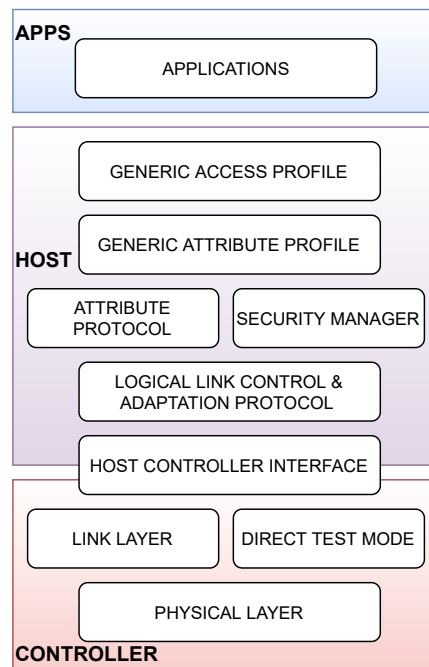 APPS
APPLICATIONS
GENERIC ACCESS PROFILE
GENERIC ATTRIBUTE PROFILE
HOST
ATTRIBUTE
PROTOCOL
SECURITY MANAGER
LOGICAL LINK CONTROL &
ADAPTATION PROTOCOL
HOST CONTROLLER INTERFACE
LINK LAYER
DIRECT TEST MODE
PHYSICAL LAYER
CONTROLLER